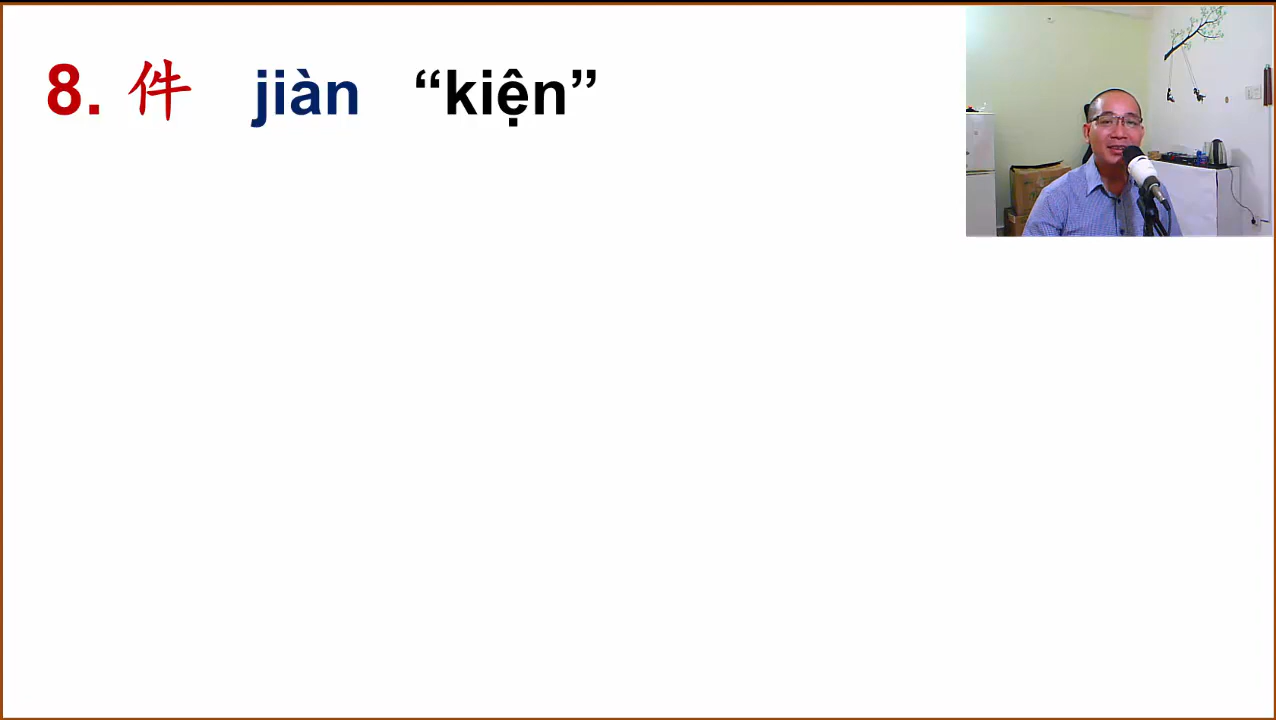 8. 件 jiàn “kiện”